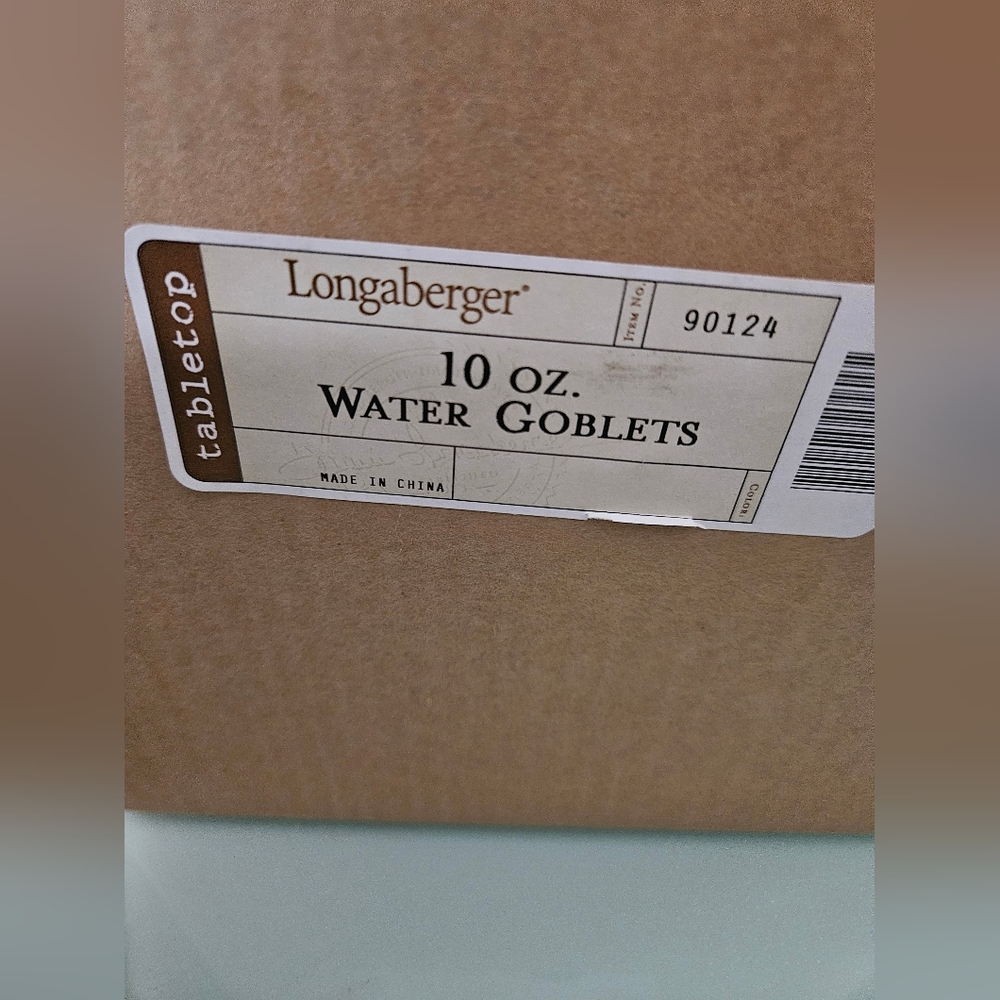 tabletop
Longaberger®
ITEM NO.
90124
10 OZ.
WATER GOBLETS
MADE IN CHINA
COLOR: